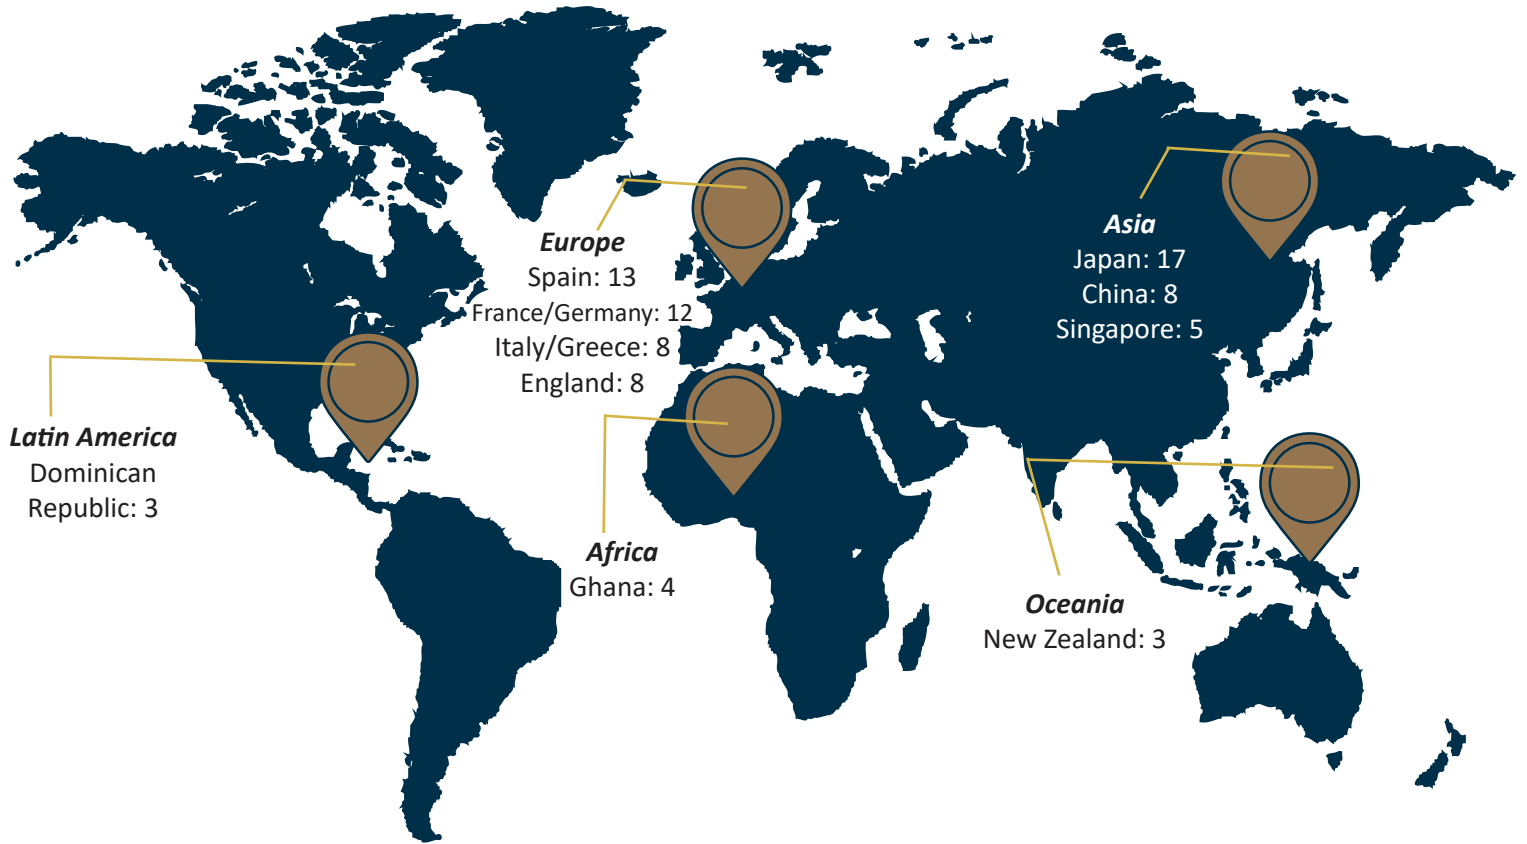 Europe
Spain: 13
France/Germany: 12
Italy/Greece: 8
England: 8
Asia
Japan: 17
China: 8
Singapore: 5
Latin America
Dominican
Republic: 3
Africa
Ghana: 4
Oceania
New Zealand: 3